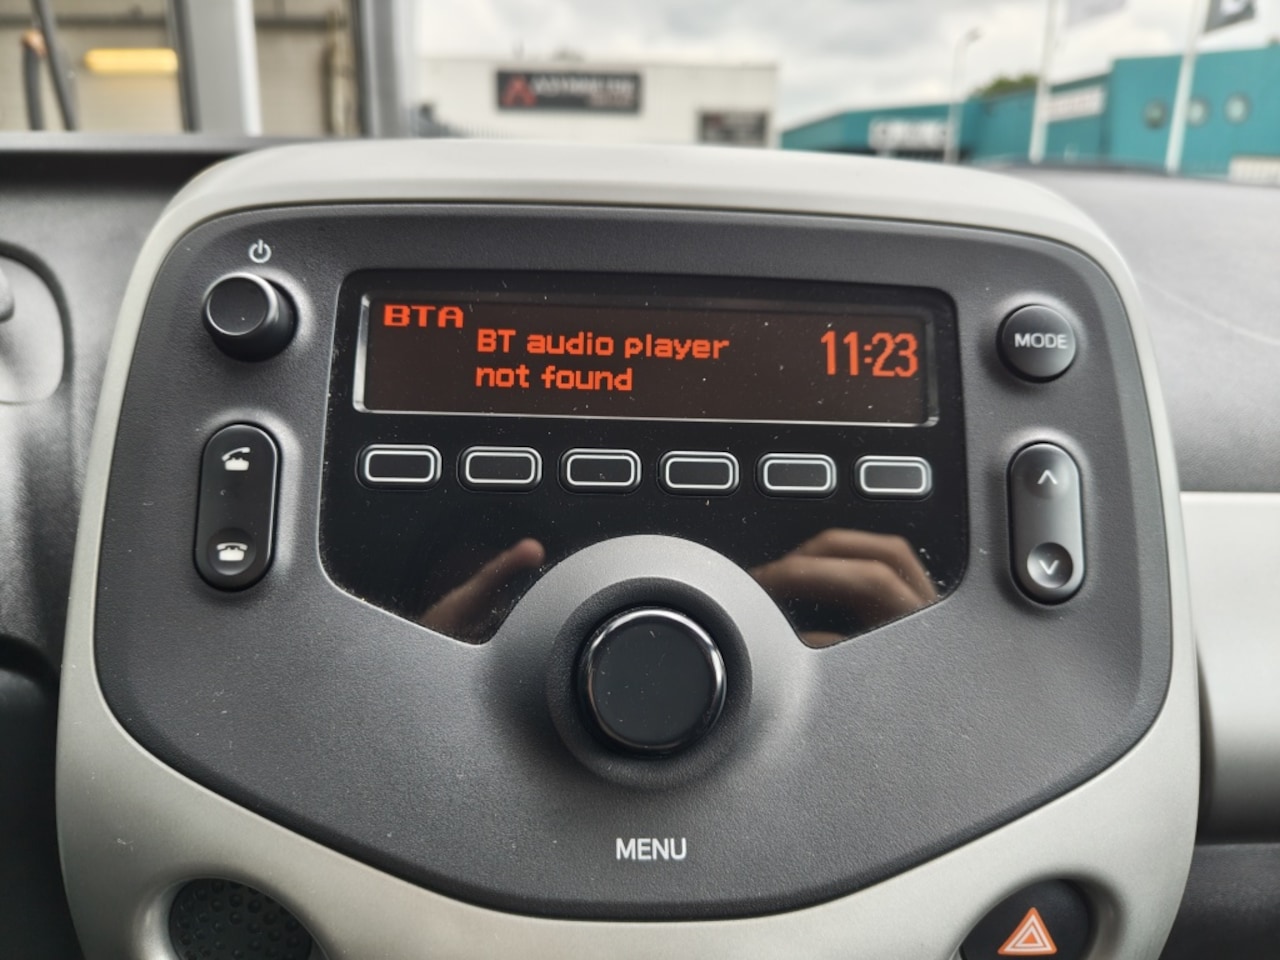 BTA
BT audio player
not found
11:23
MODE
MENU